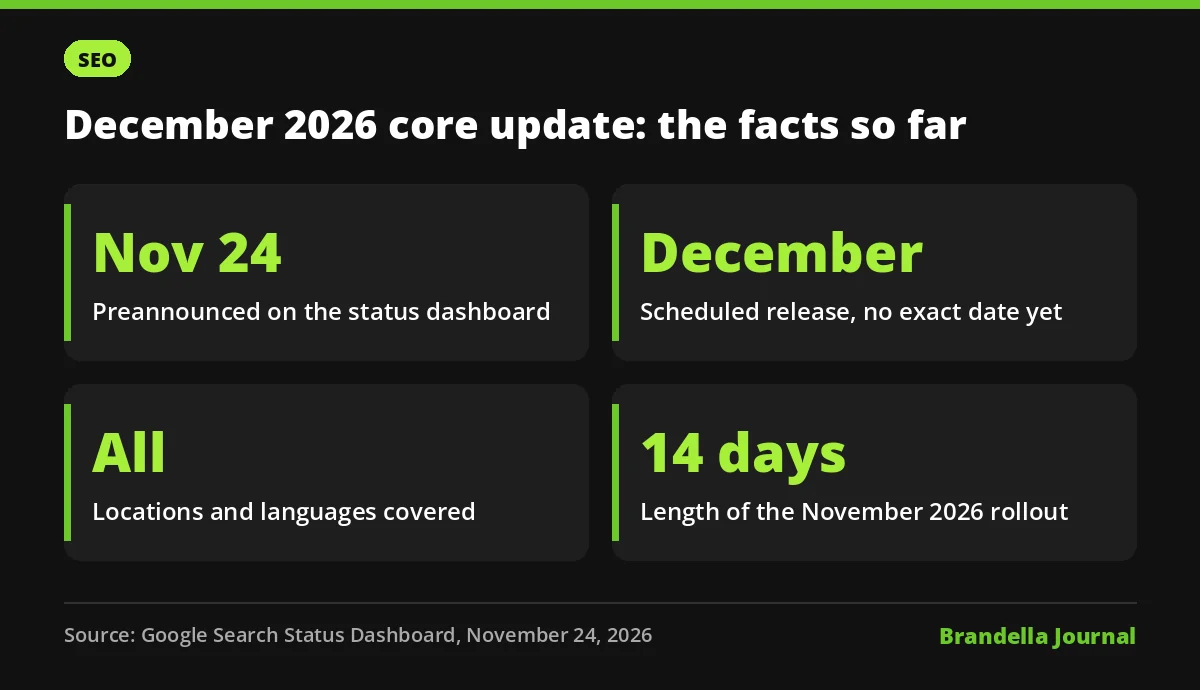 SEO
December 2026 core update: the facts so far
Nov 24
Preannounced on the status dashboard
December
Scheduled release, no exact date yet
All
Locations and languages covered
14 days
Length of the November 2026 rollout
Source: Google Search Status Dashboard, November 24, 2026
Brandella Journal